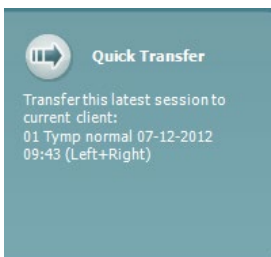 Quick Transfer
Transfer this latest session to
current client:
01 Tymp normal 07-12-2012
09:43 (Left+Right)